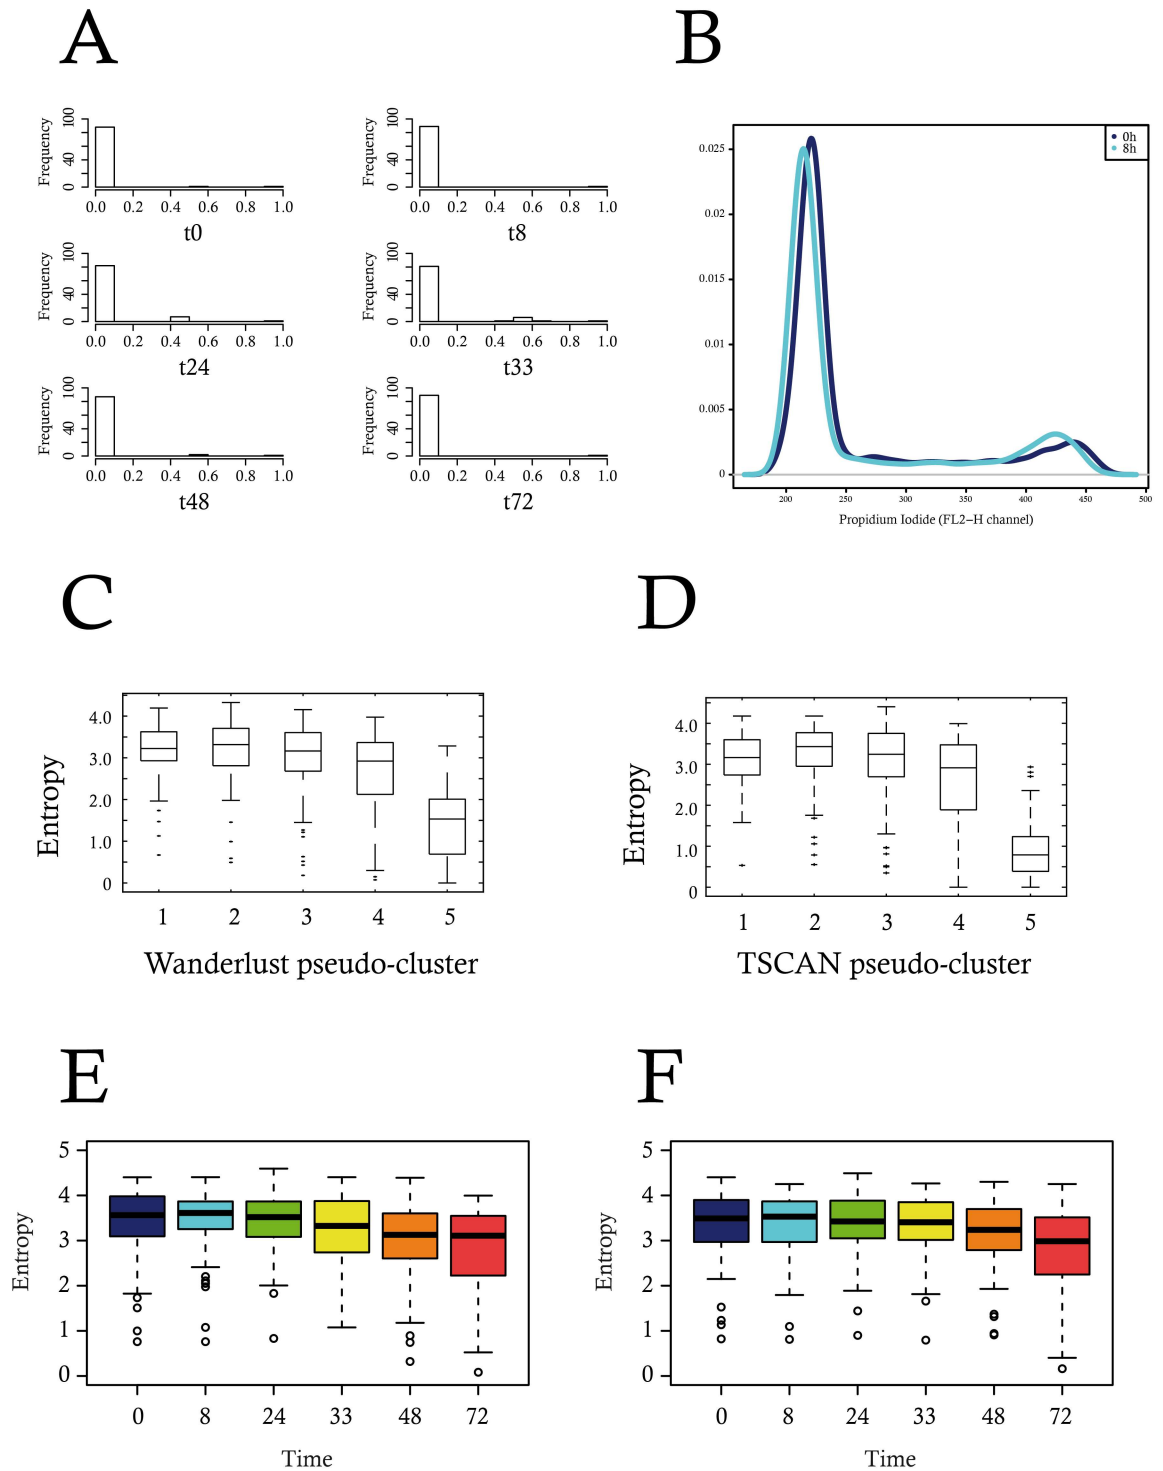 A
B
Frequency
0 40 100
0.0 0.2 0.4 0.6 0.8 1.0
t0
Frequency
0 40 100
0.0 0.2 0.4 0.6 0.8 1.0
t8
Frequency
0 40 100
0.0 0.2 0.4 0.6 0.8 1.0
t24
Frequency
0 40 100
0.0 0.2 0.4 0.6 0.8 1.0
t33
Frequency
0 40 100
0.0 0.2 0.4 0.6 0.8 1.0
t48
Frequency
0 40 100
0.0 0.2 0.4 0.6 0.8 1.0
t72
0h
8h
0.025
0.02
0.015
0.01
0.005
0
200 250 300 350 400 450 500
Propidium Iodide (FL2−H channel)
C
D
Entropy
4.0
3.0
2.0
1.0
0
1 2 3 4 5
Wanderlust pseudo-cluster
Entropy
4.0
3.0
2.0
1.0
0
1 2 3 4 5
TSCAN pseudo-cluster
E
F
Entropy
5
4
3
2
1
0
0 8 24 33 48 72
Time
Entropy
5
4
3
2
1
0
0 8 24 33 48 72
Time